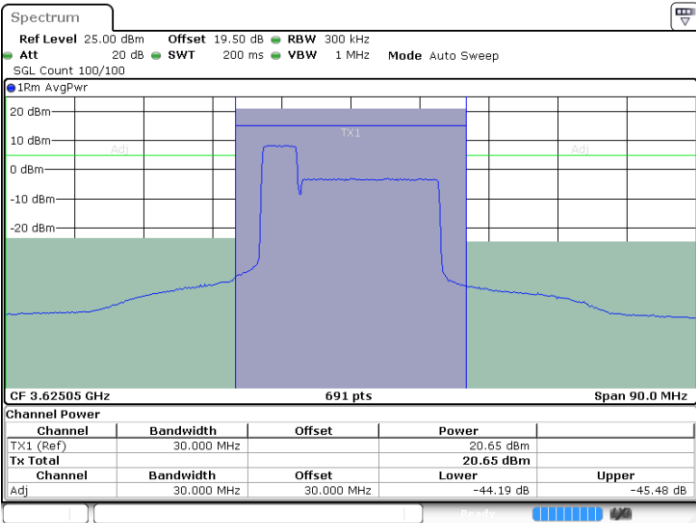 Spectrum
Ref Level 25.00 dBm Offset 19.50 dB RBW 300 kHz
Att 20 dB SWT 200 ms VBW 1 MHz Mode Auto Sweep
SGL Count 100/100
1Rm AvgPwr
20 dBm
TX1
10 dBm
Adj Adj
0 dBm
-10 dBm
-20 dBm
CF 3.62505 GHz 691 pts Span 90.0 MHz
Channel Power
Channel Bandwidth Offset Power
TX1 (Ref) 30.000 MHz 20.65 dBm
Tx Total 20.65 dBm
Channel Bandwidth Offset Lower Upper
Adj 30.000 MHz 30.000 MHz -44.19 dB -45.48 dB
Ready